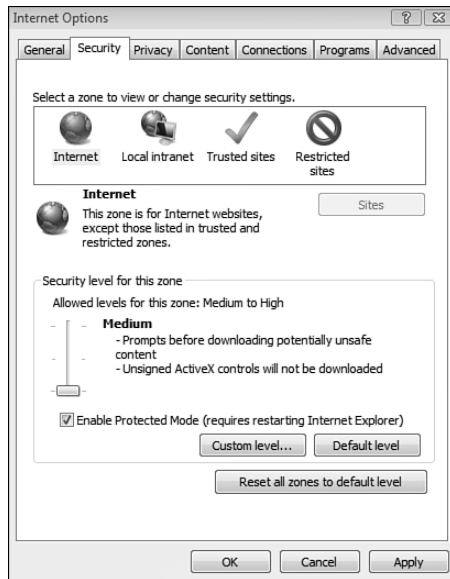 Internet Options
General Security Privacy Content Connections Programs Advanced
Select a zone to view or change security settings.
Internet Local intranet Trusted sites Restricted
sites
Internet
Sites
This zone is for Internet websites,
except those listed in trusted and
restricted zones.
Security level for this zone
Allowed levels for this zone: Medium to High
Medium
- Prompts before downloading potentially unsafe
content
- Unsigned ActiveX controls will not be downloaded
Enable Protected Mode (requires restarting Internet Explorer)
Custom level... Default level
Reset all zones to default level
OK Cancel Apply